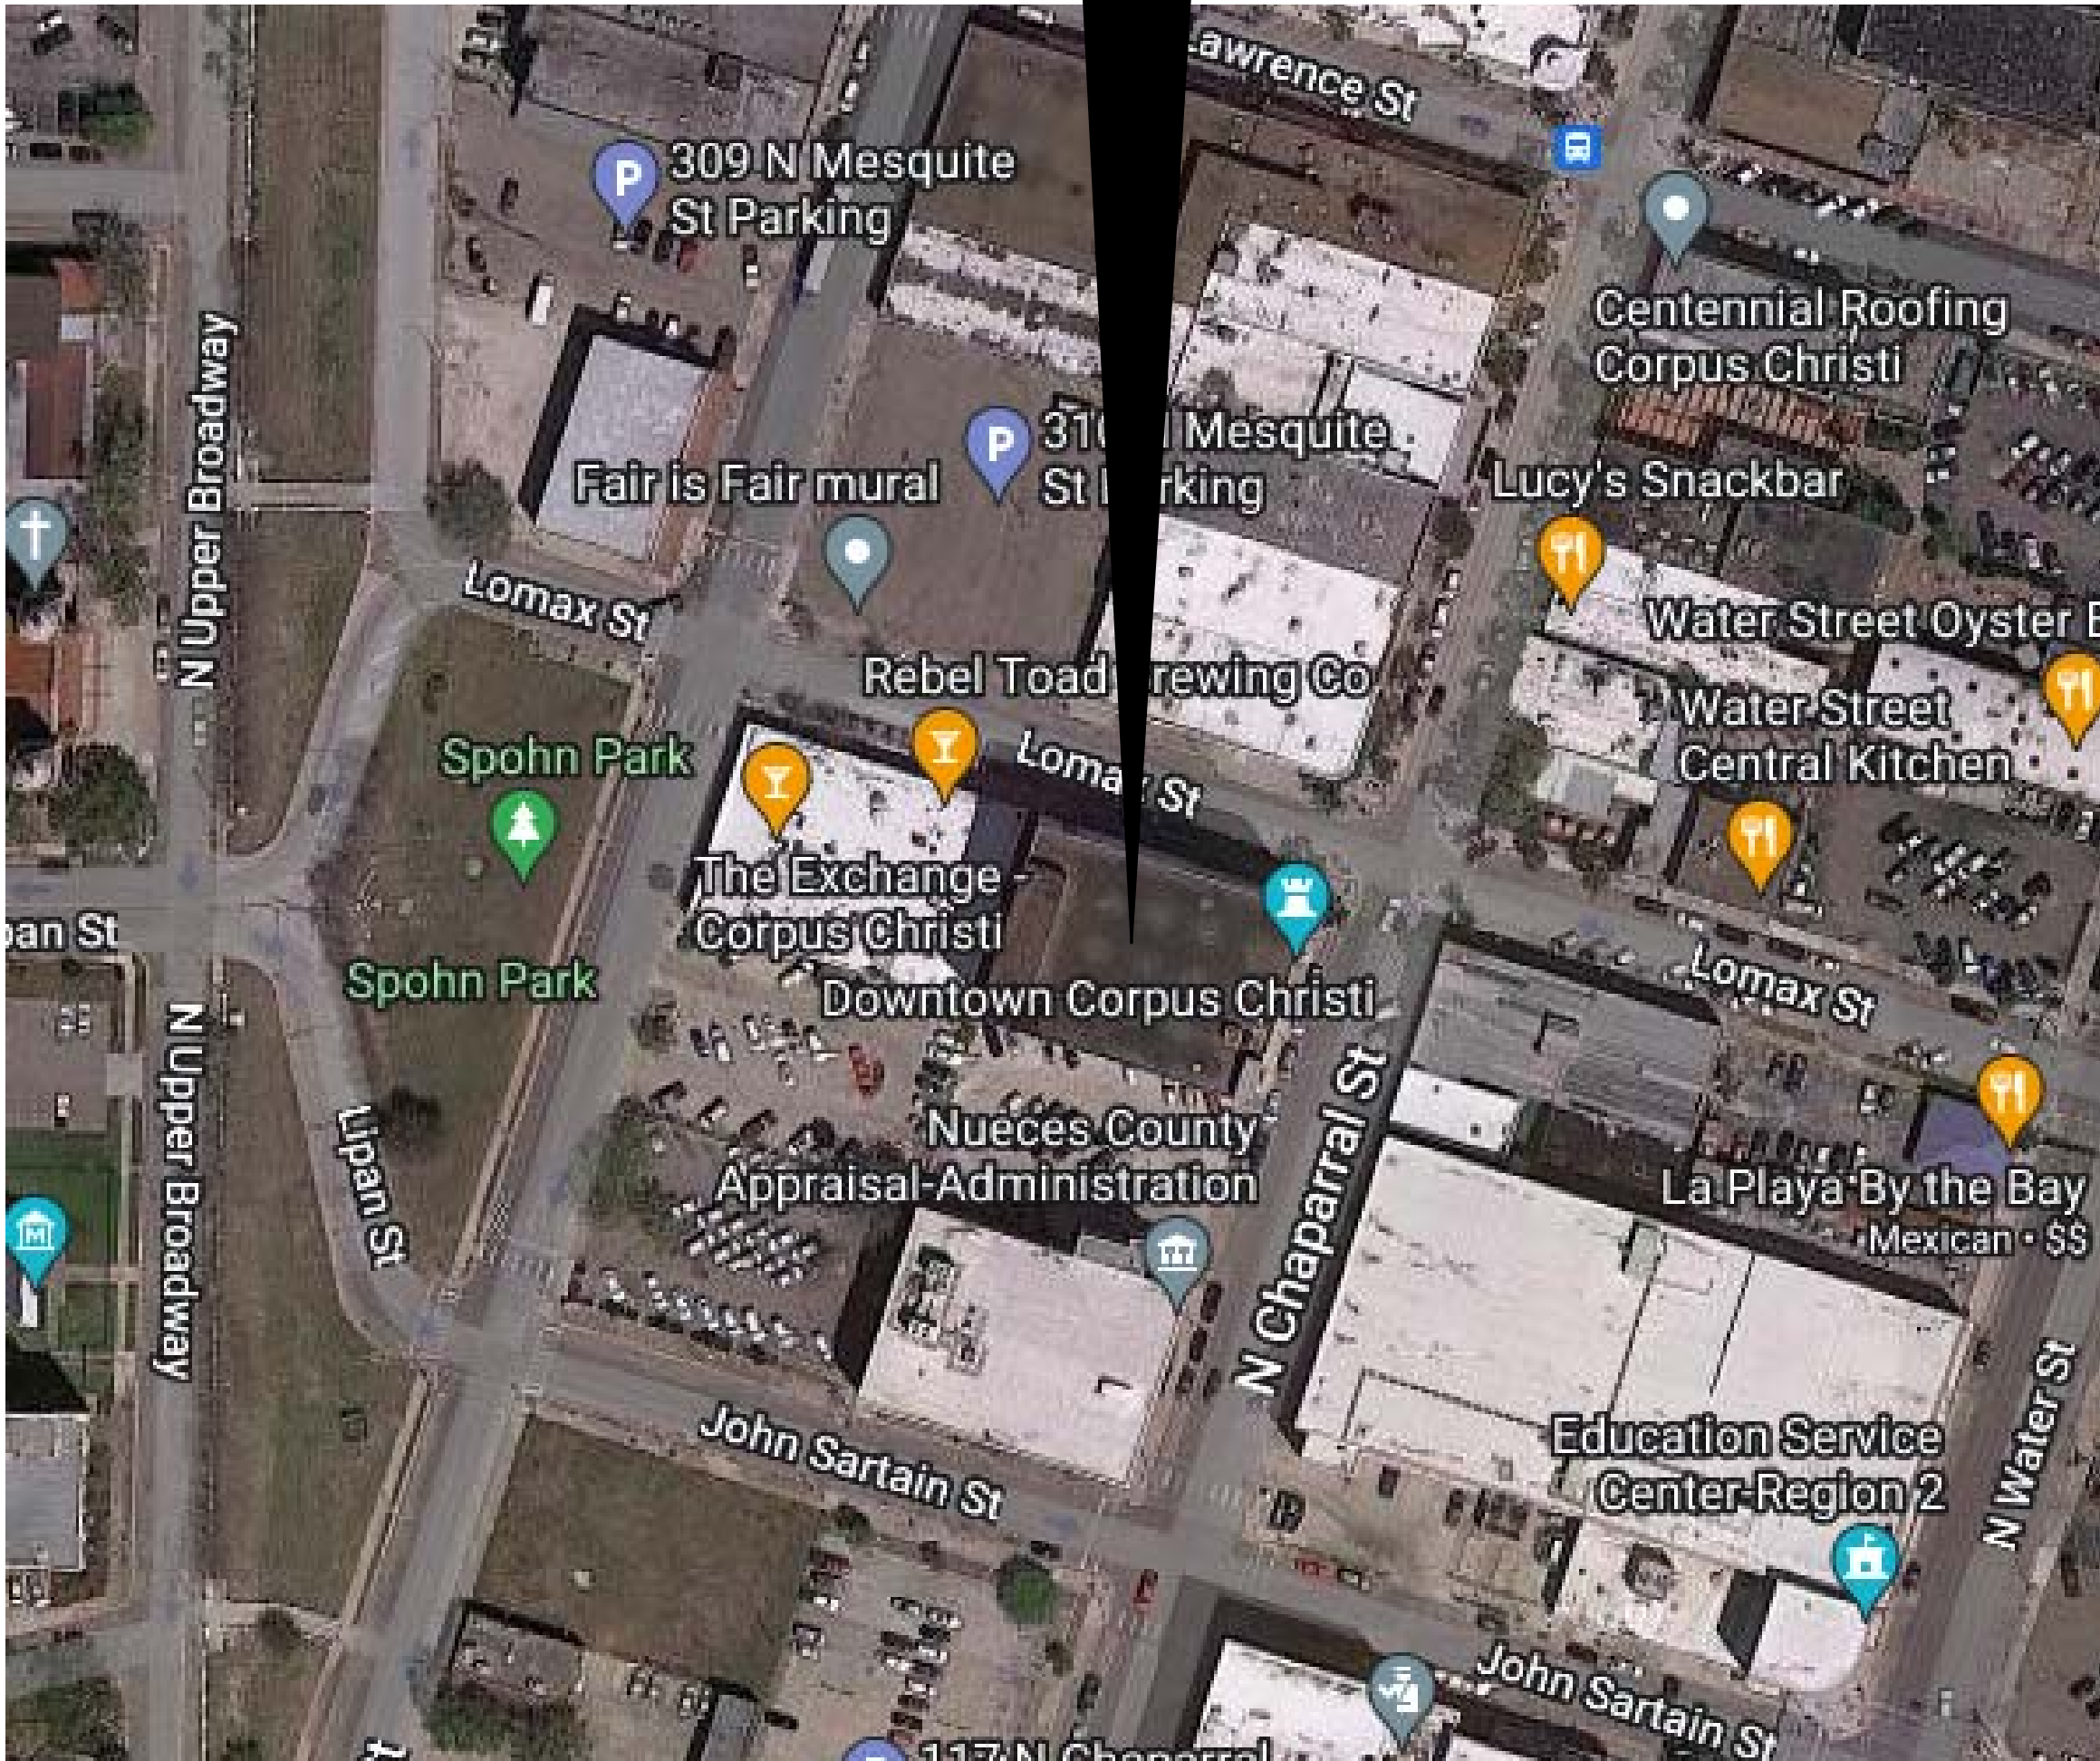 Lawrence St
309 N Mesquite
St Parking
Centennial Roofing
Corpus Christi
N Upper Broadway
Mesquite
St
Fair is Fair mural
Lucy's Snackbar
Lomax St
Water Street Oyster
Rebel Toad
Co
Water Street
Central Kitchen
Spohn Park
Lomax St
The Exchange -
Corpus Christi
St
Spohn Park
Downtown Corpus Christi
Lomax St
N Upper Broadway
Lipan St
Nueces County
Appraisal-Administration
N Chaparral St
La Playa By the Bay
Mexican • $$
N Water St
John Sartain St
Education Service
Center-Region 2
John Sartain St
117 N Chaparral